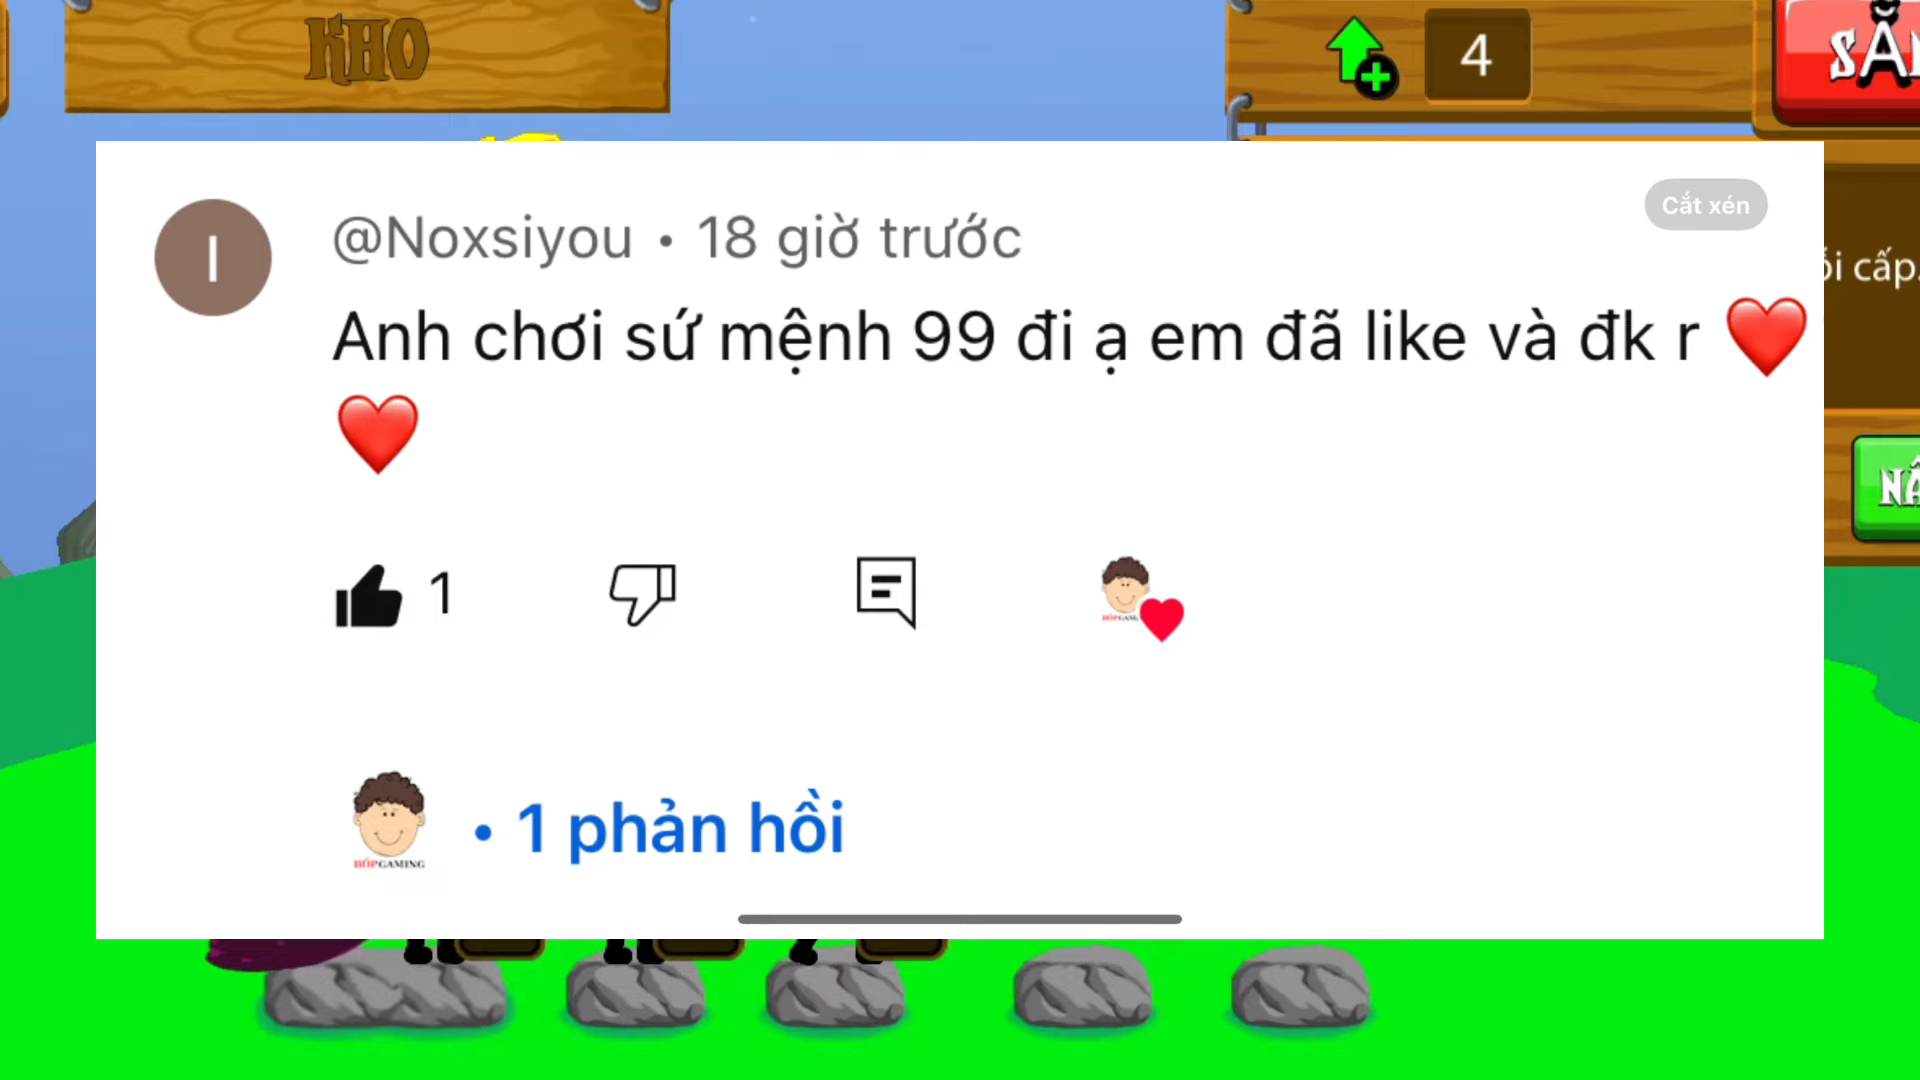 KHO
4
Cắt xén
@Noxsiyou • 18 giờ trước
Anh chơi sứ mệnh 99 đi ạ em đã like và đk r ❤️
❤️
1
BÓPGAMING
• 1 phản hồi